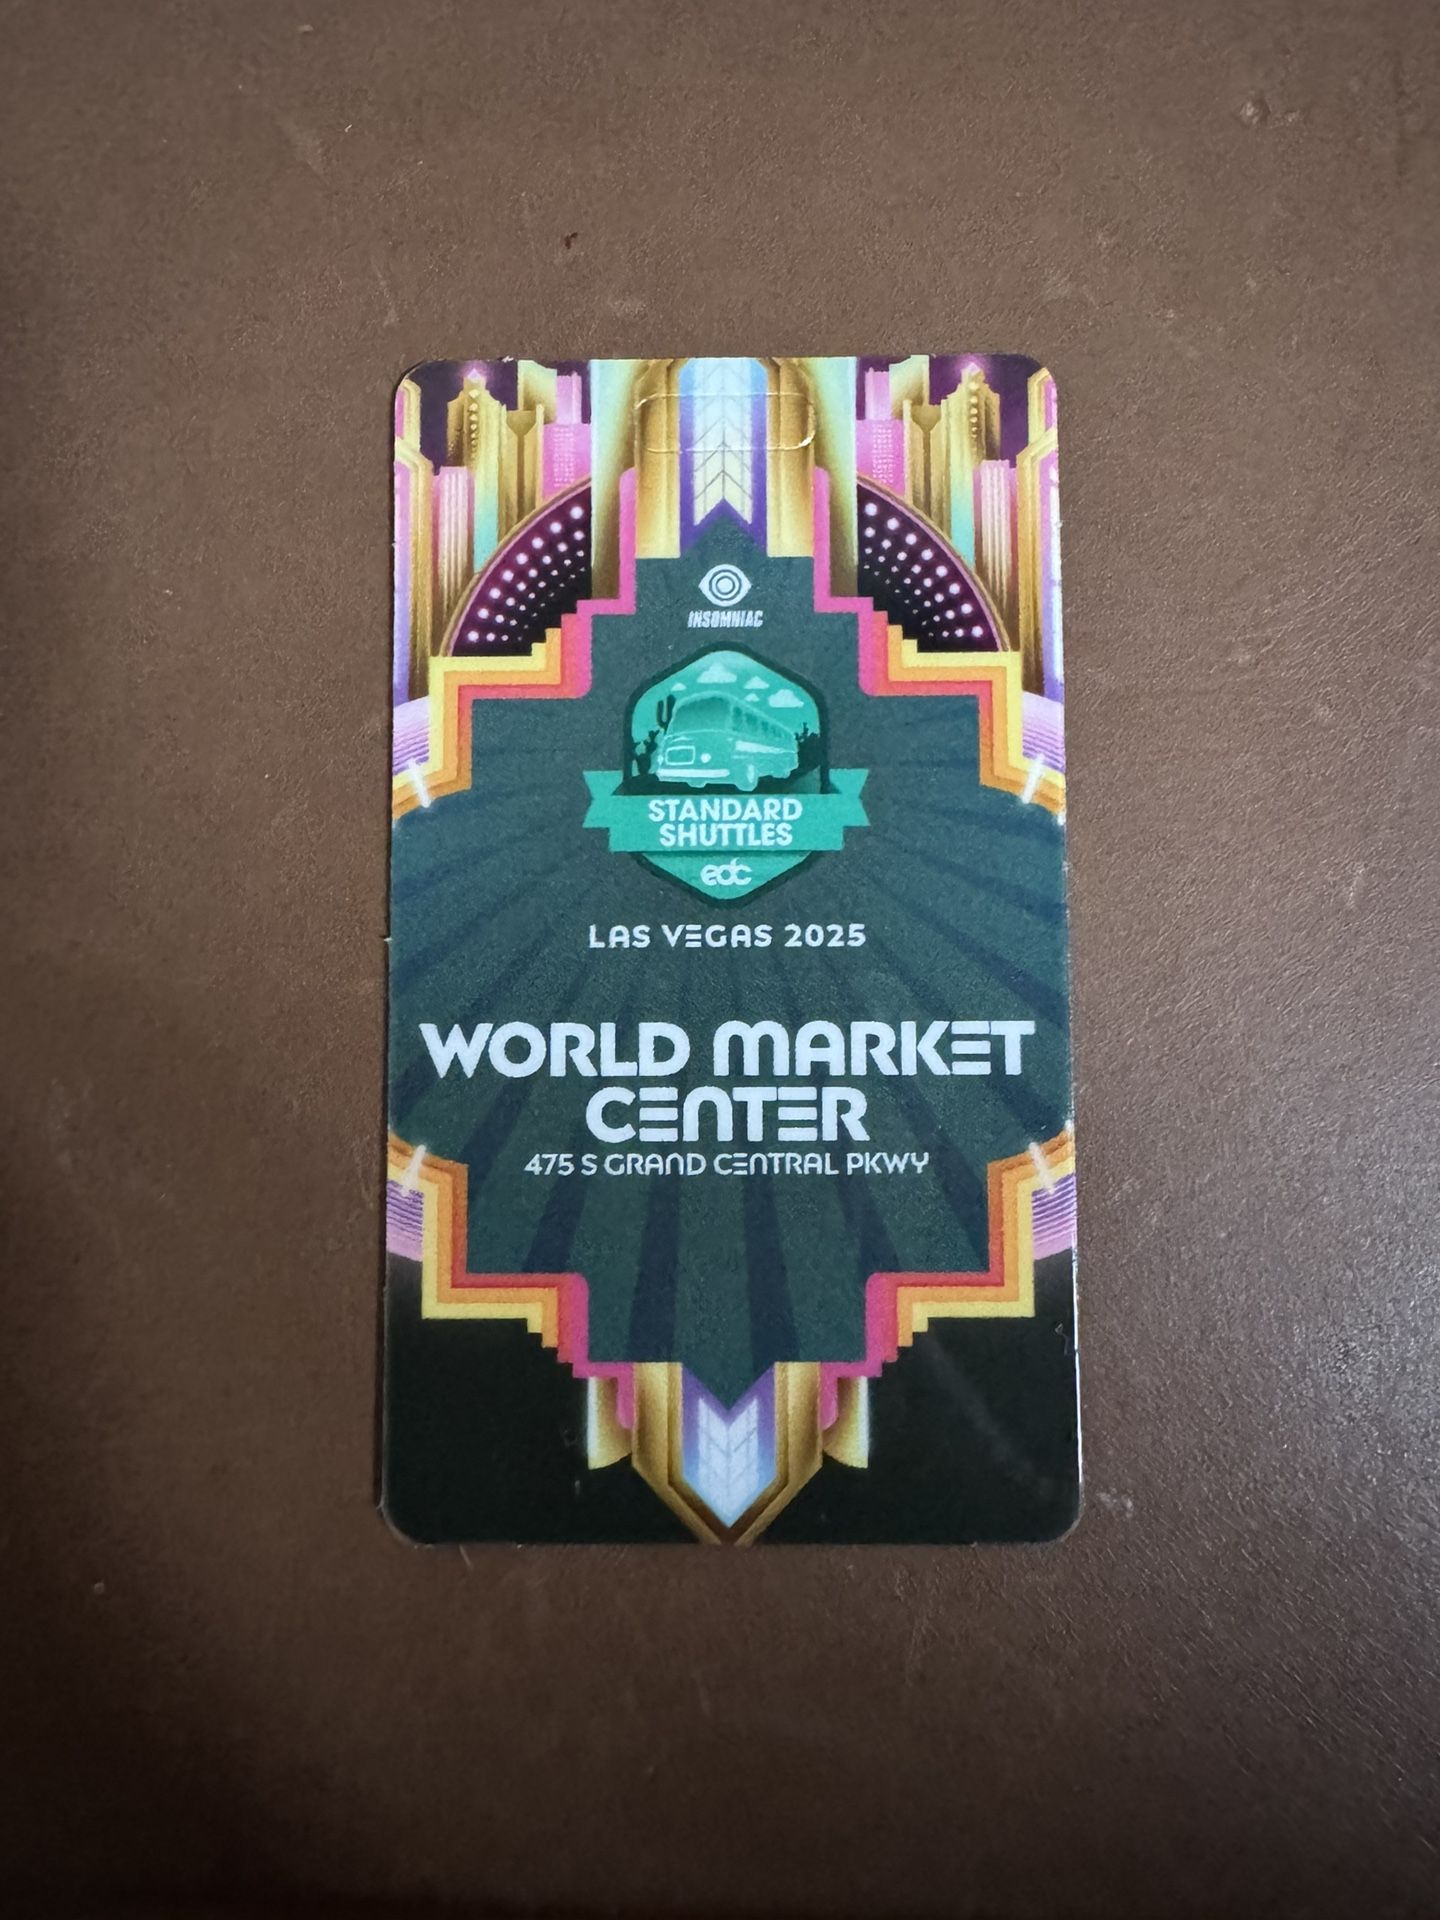 INSOMNIAC
STANDARD
SHUTTLES
edc
LAS VEGAS 2025
WORLD MARKET
CENTER
475 S GRAND CENTRAL PKWY